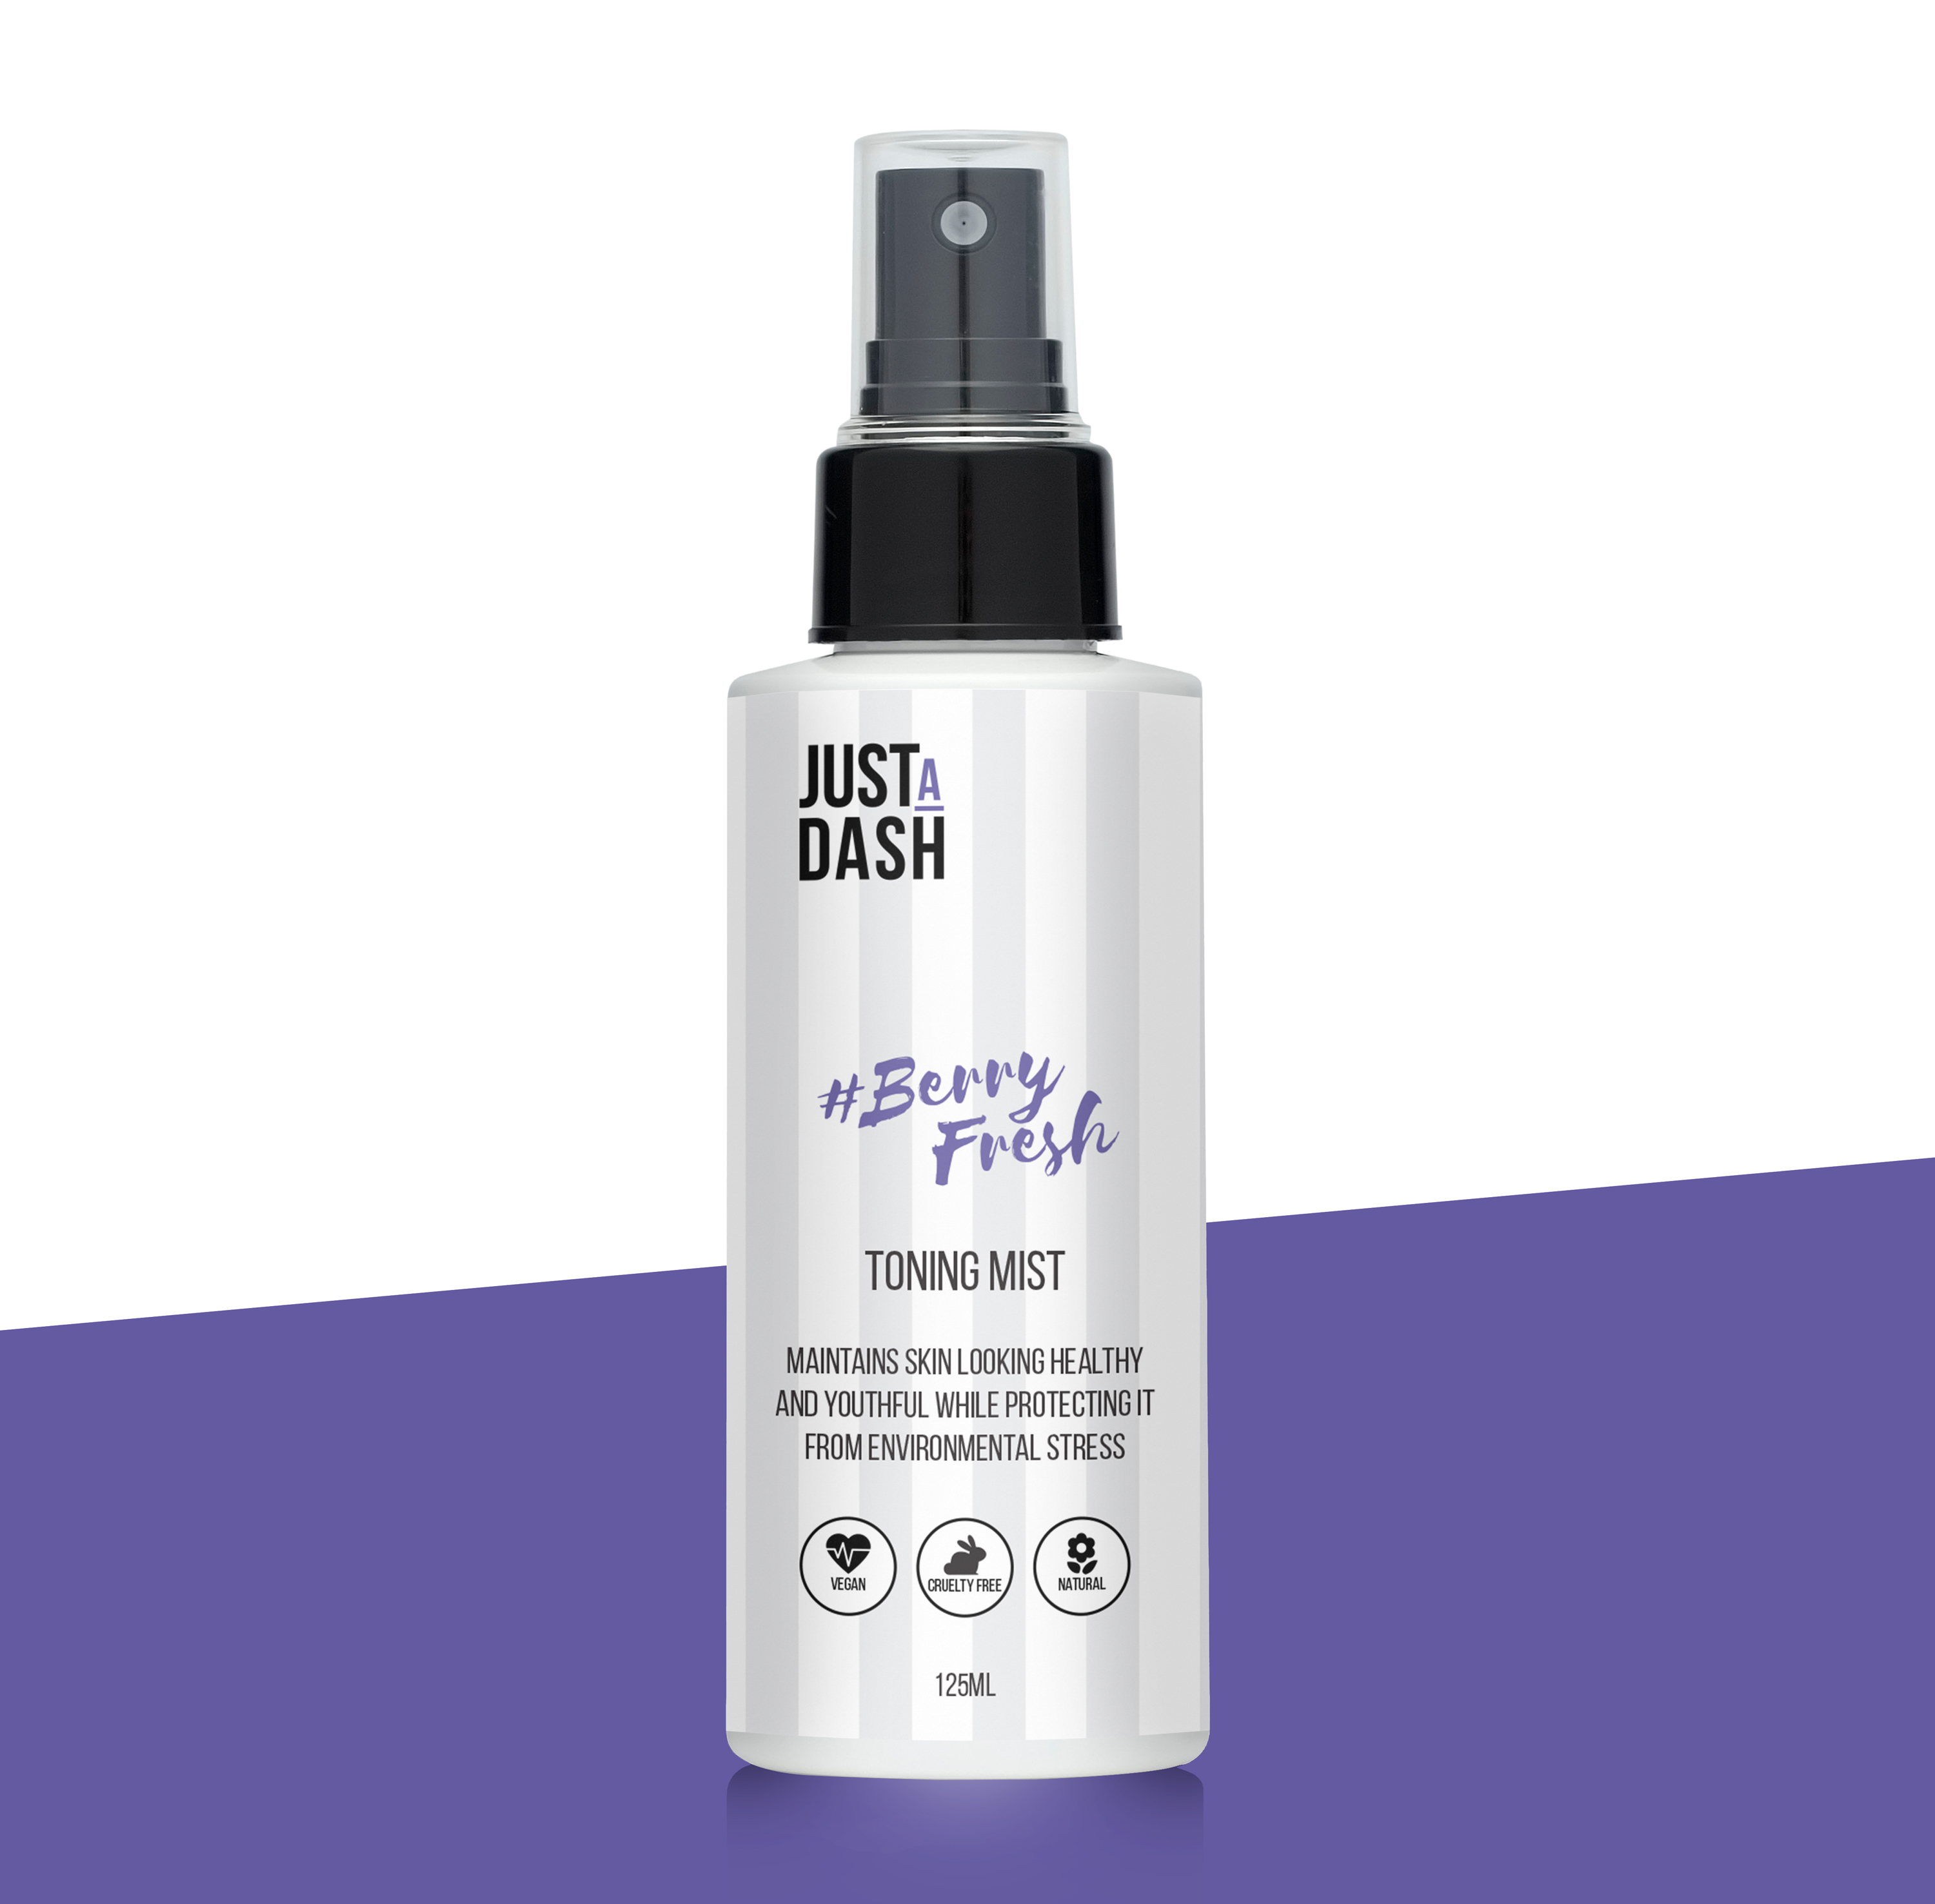 JUST A
DASH
#Berry
Fresh
TONING MIST
MAINTAINS SKIN LOOKING HEALTHY
AND YOUTHFUL WHILE PROTECTING IT
FROM ENVIRONMENTAL STRESS
VEGAN
CRUELTY FREE
NATURAL
125ML